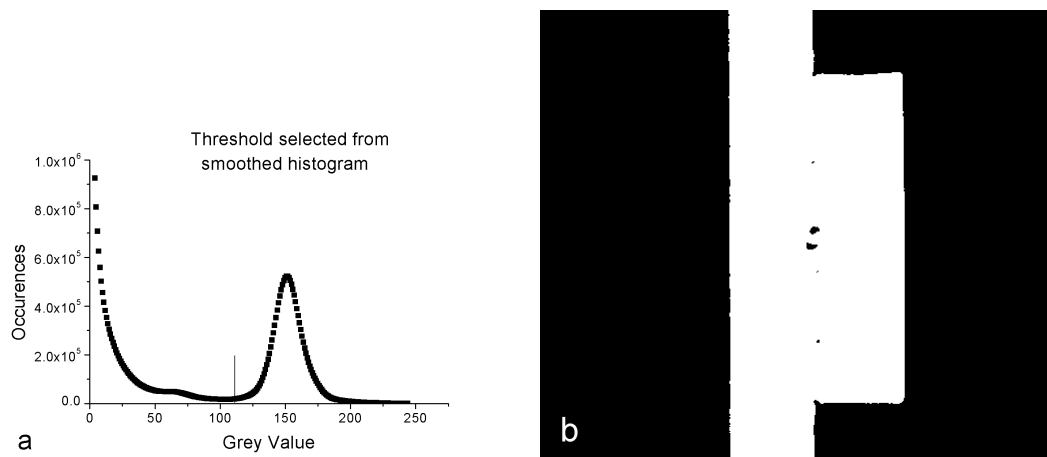 Threshold selected from
smoothed histogram
1.0x10⁶
8.0x10⁵
6.0x10⁵
4.0x10⁵
2.0x10⁵
0.0
Occurences
0 50 100 150 200 250
Grey Value
a
b